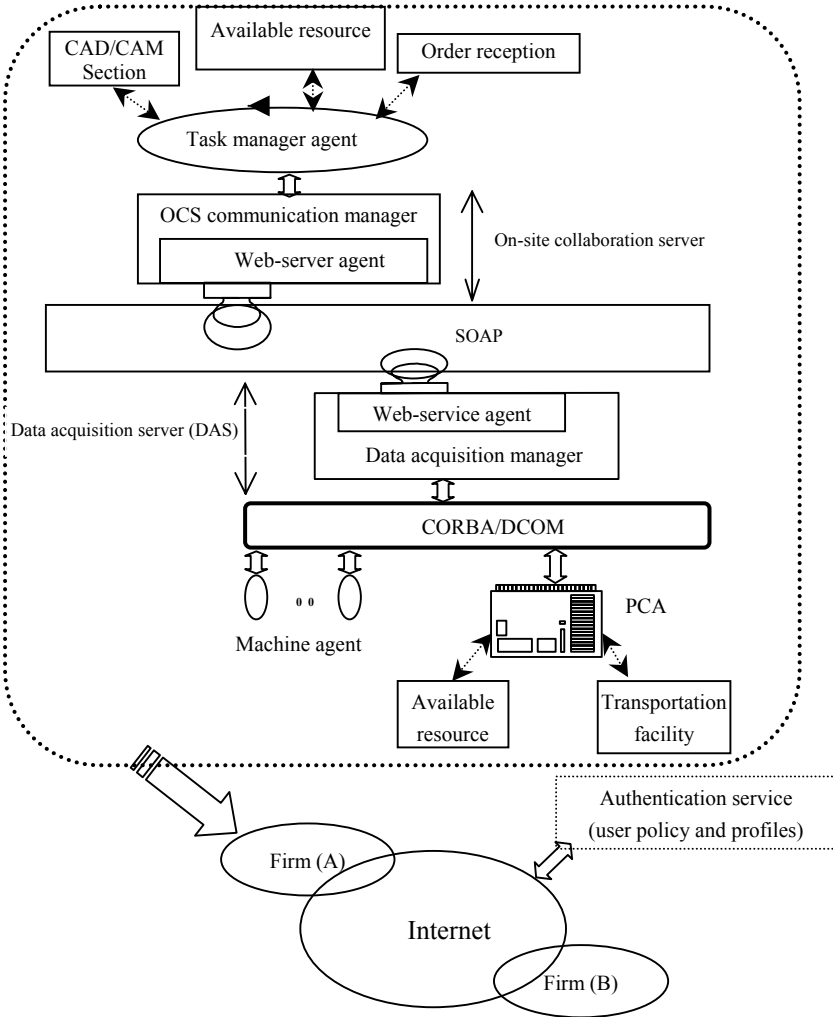 Available resource
CAD/CAM
Section
Order reception
Task manager agent
OCS communication manager
Web-server agent
On-site collaboration server
SOAP
Web-service agent
Data acquisition server (DAS)
Data acquisition manager
CORBA/DCOM
PCA
Machine agent
Available
resource
Transportation
facility
Authentication service
(user policy and profiles)
Firm (A)
Internet
Firm (B)